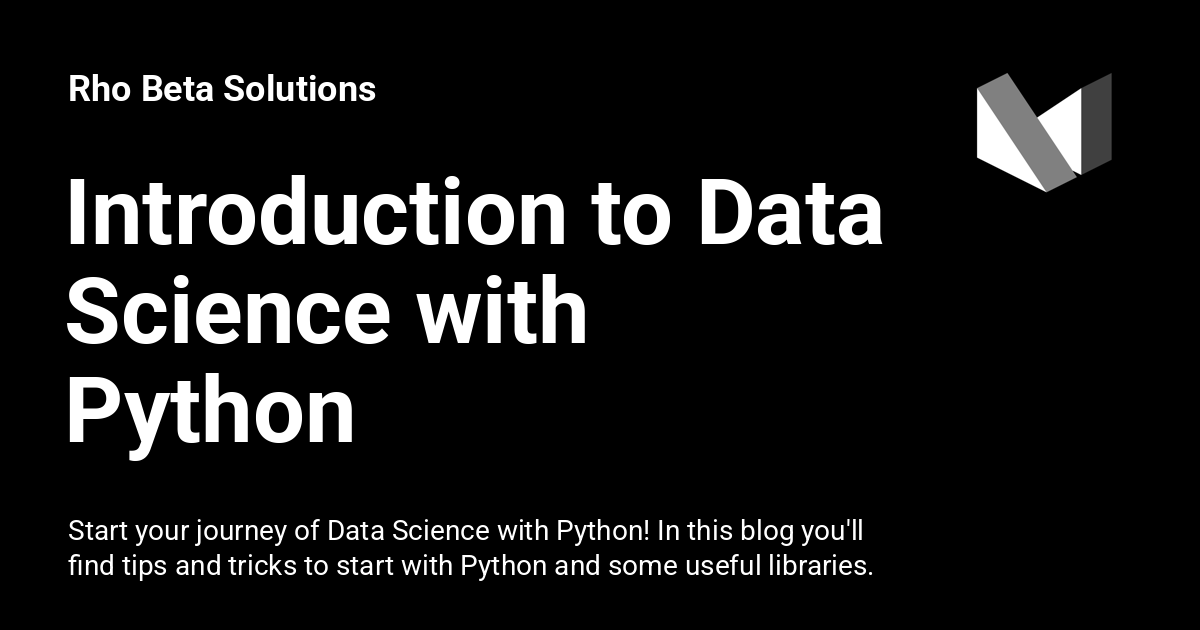 Rho Beta Solutions
Introduction to Data
Science with
Python
Start your journey of Data Science with Python! In this blog you'll
find tips and tricks to start with Python and some useful libraries.